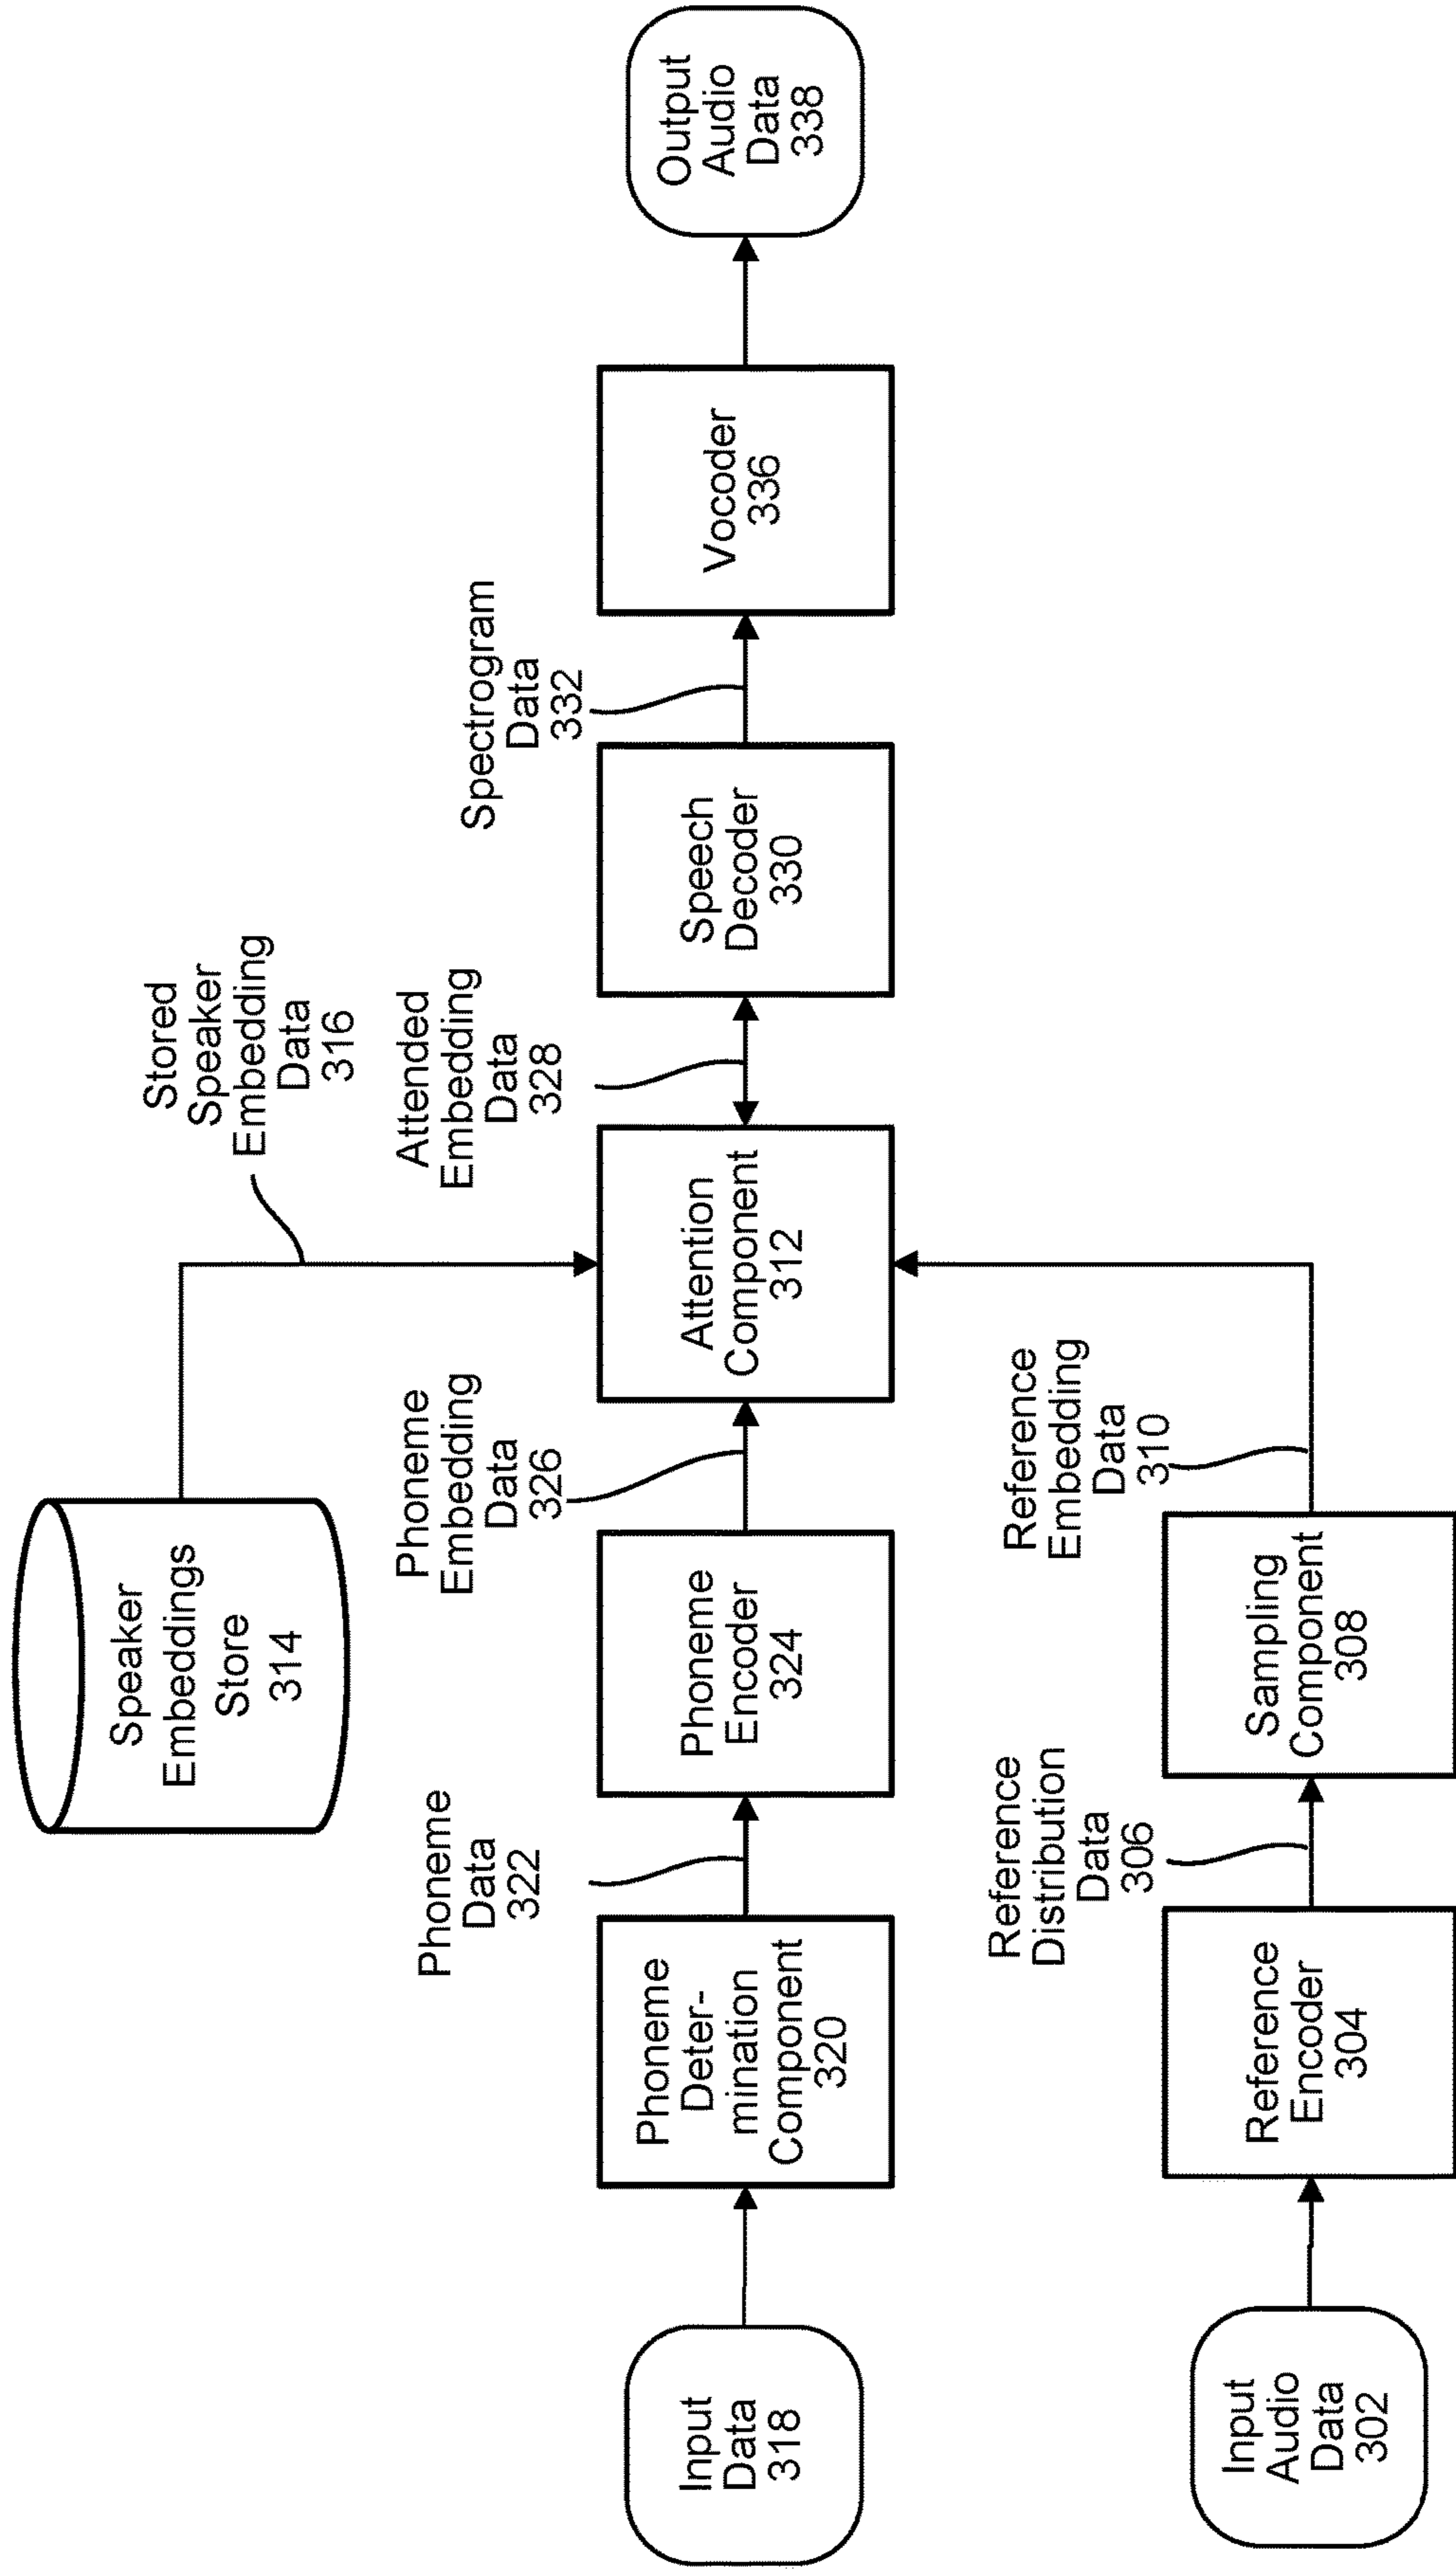 Speaker
Embeddings
Store
314
Stored
Speaker
Embedding
Data
316
Phoneme
Data
322
Phoneme
Embedding
Data
326
Attended
Embedding
Data
328
Spectrogram
Data
332
Input
Data
318
Phoneme
Deter-
mination
Component
320
Phoneme
Encoder
324
Attention
Component
312
Speech
Decoder
330
Vocoder
336
Output
Audio
Data
338
Reference
Distribution
Data
306
Reference
Embedding
Data
310
Input
Audio
Data
302
Reference
Encoder
304
Sampling
Component
308